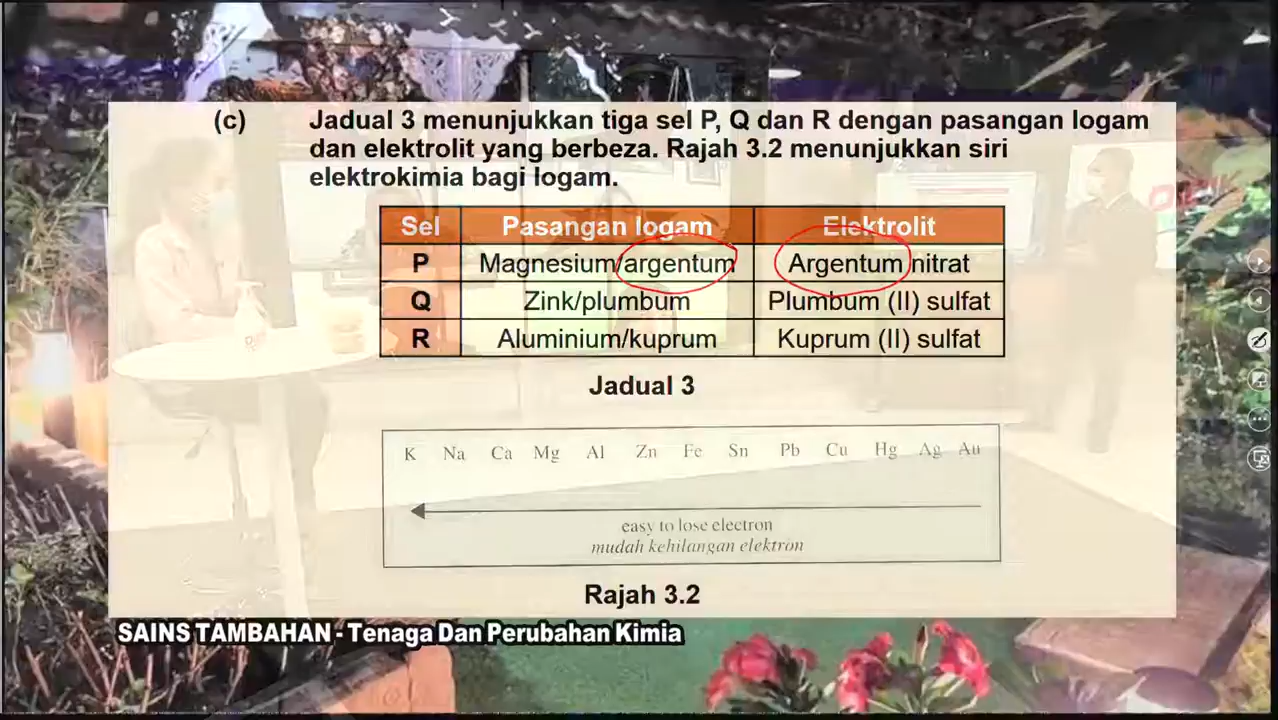 (c) Jadual 3 menunjukkan tiga sel P, Q dan R dengan pasangan logam
dan elektrolit yang berbeza. Rajah 3.2 menunjukkan siri
elektrokimia bagi logam.
Sel Pasangan logam Elektrolit
P Magnesium/argentum Argentum nitrat
Q Zink/plumbum Plumbum (II) sulfat
R Aluminium/kuprum Kuprum (II) sulfat
Jadual 3
K Na Ca Mg Al Zn Fe Sn Pb Cu Hg Ag Au
easy to lose electron
mudah kehilangan elektron
Rajah 3.2
SAINS TAMBAHAN - Tenaga Dan Perubahan Kimia